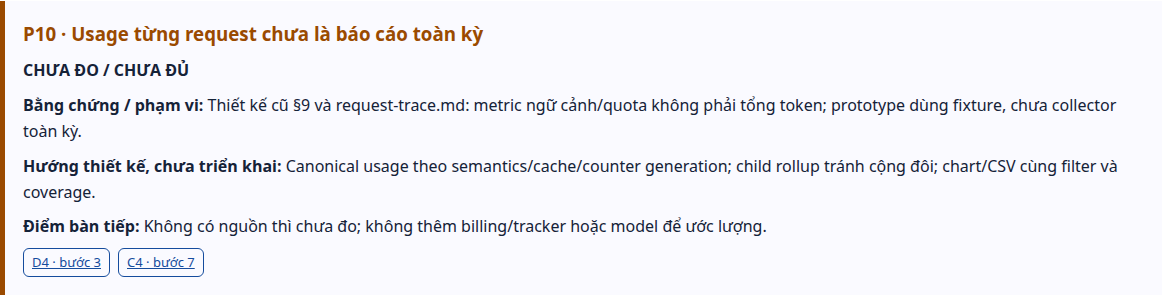 P10 · Usage từng request chưa là báo cáo toàn kỳ
CHƯA ĐO / CHƯA ĐỦ
Bằng chứng / phạm vi: Thiết kế cũ §9 và request-trace.md: metric ngữ cảnh/quota không phải tổng token; prototype dùng fixture, chưa collector
toàn kỳ.
Hướng thiết kế, chưa triển khai: Canonical usage theo semantics/cache/counter generation; child rollup tránh cộng đôi; chart/CSV cùng filter và
coverage.
Điểm bàn tiếp: Không có nguồn thì chưa đo; không thêm billing/tracker hoặc model để ước lượng.
D4 · bước 3 C4 · bước 7